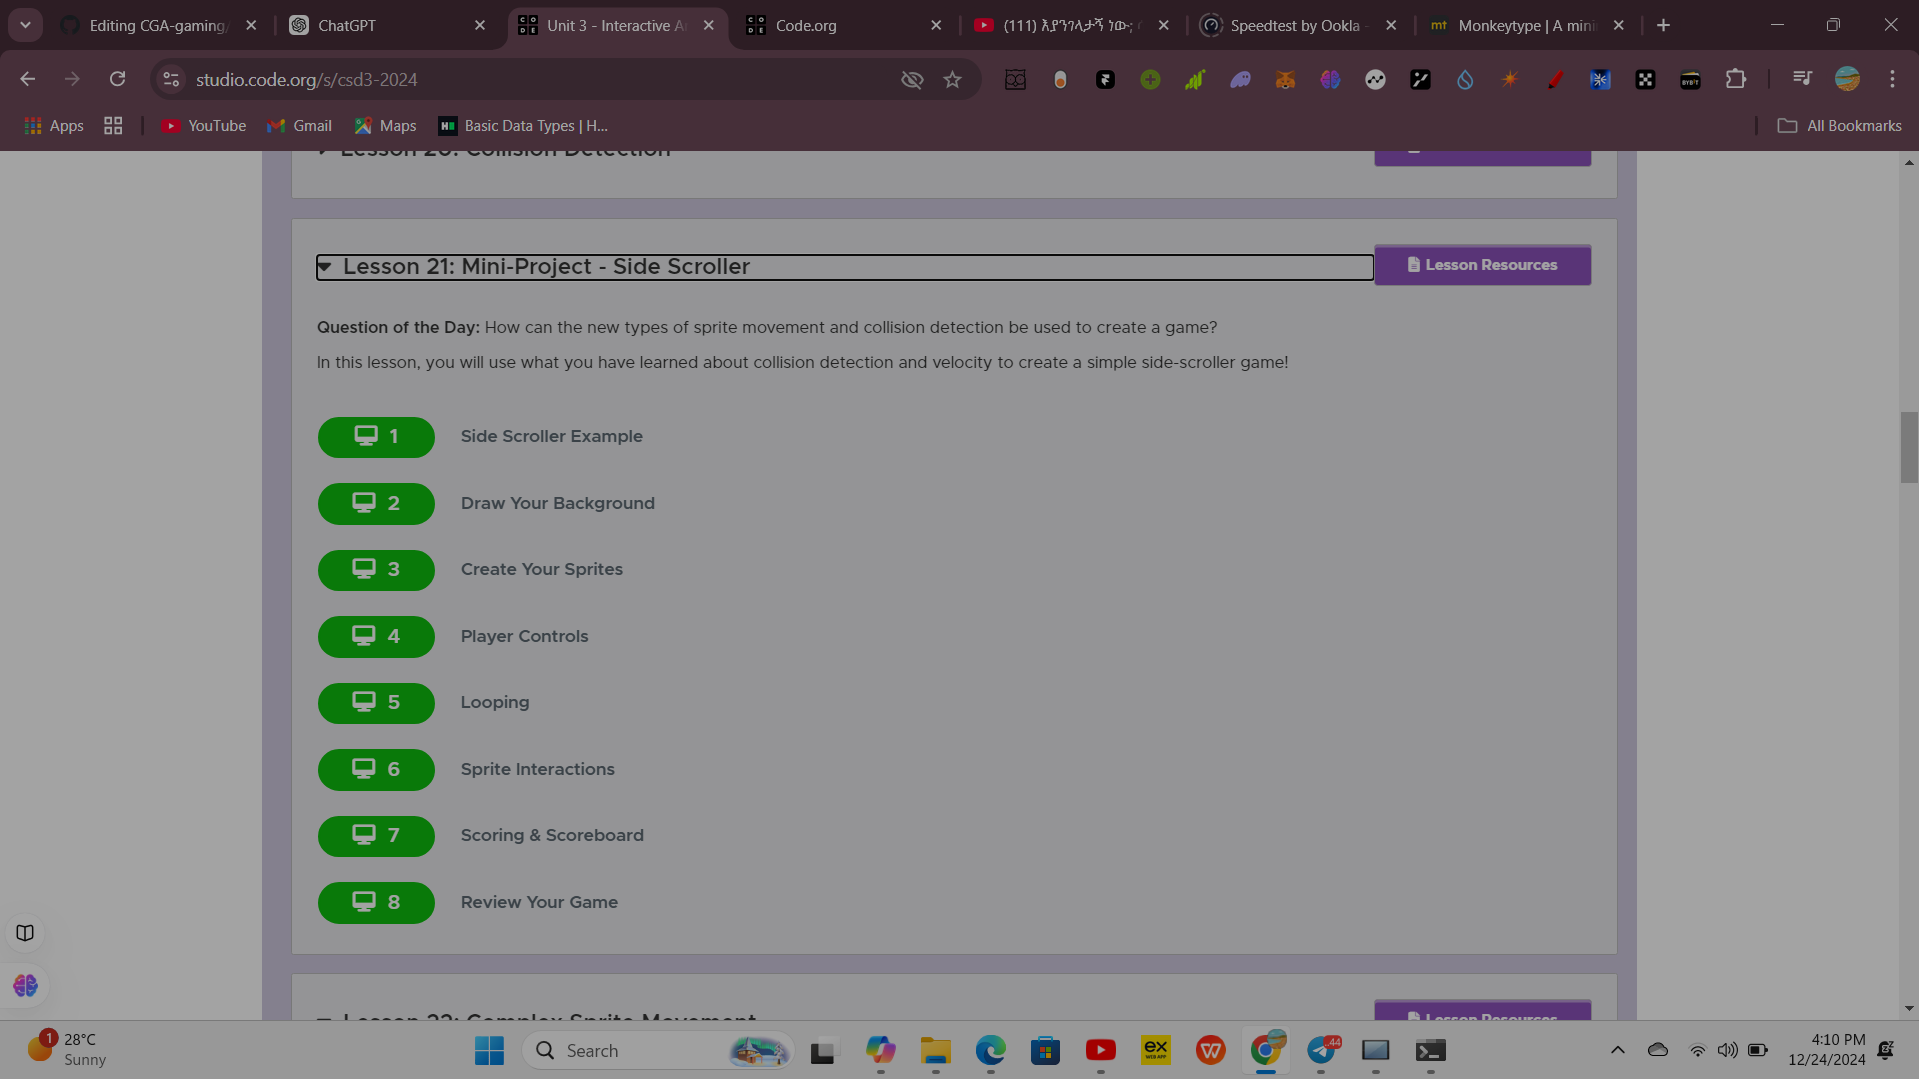 Editing CGA-gaming/
ChatGPT
Unit 3 - Interactive A
Code.org
(111) እያንገላታኝ ነው;
Speedtest by Ookla -
Monkeytype | A mini
studio.code.org/s/csd3-2024
Apps
YouTube
Gmail
Maps
Basic Data Types | H...
All Bookmarks
Lesson 20: Collision Detection
Lesson 21: Mini-Project - Side Scroller
Lesson Resources
Question of the Day: How can the new types of sprite movement and collision detection be used to create a game?
In this lesson, you will use what you have learned about collision detection and velocity to create a simple side-scroller game!
1 Side Scroller Example
2 Draw Your Background
3 Create Your Sprites
4 Player Controls
5 Looping
6 Sprite Interactions
7 Scoring & Scoreboard
8 Review Your Game
Lesson 22: Complex Sprite Movement
Lesson Resources
1
28°C
Sunny
Search
ex
WEB APP
44
4:10 PM
12/24/2024